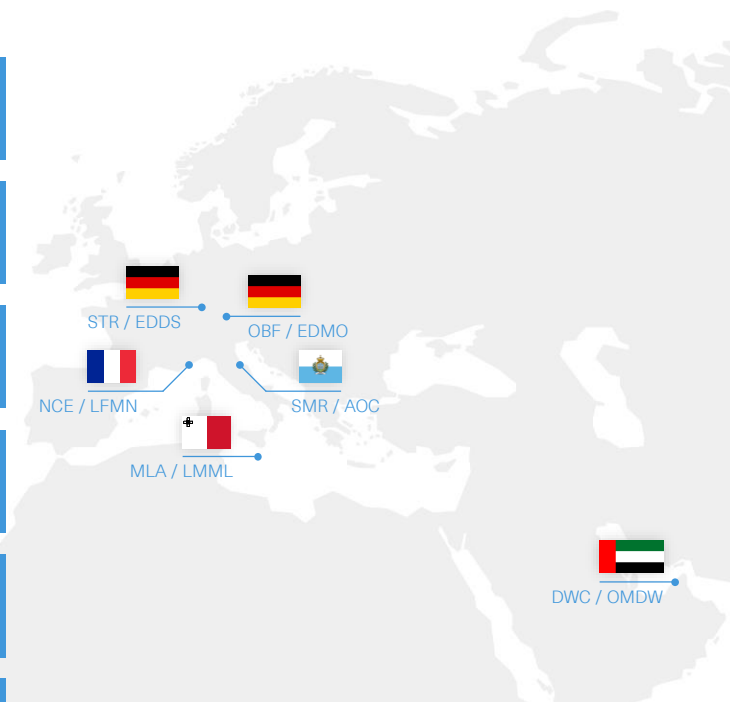 STR / EDDS
OBF / EDMO
NCE / LFMN
SMR / AOC
MLA / LMML
DWC / OMDW